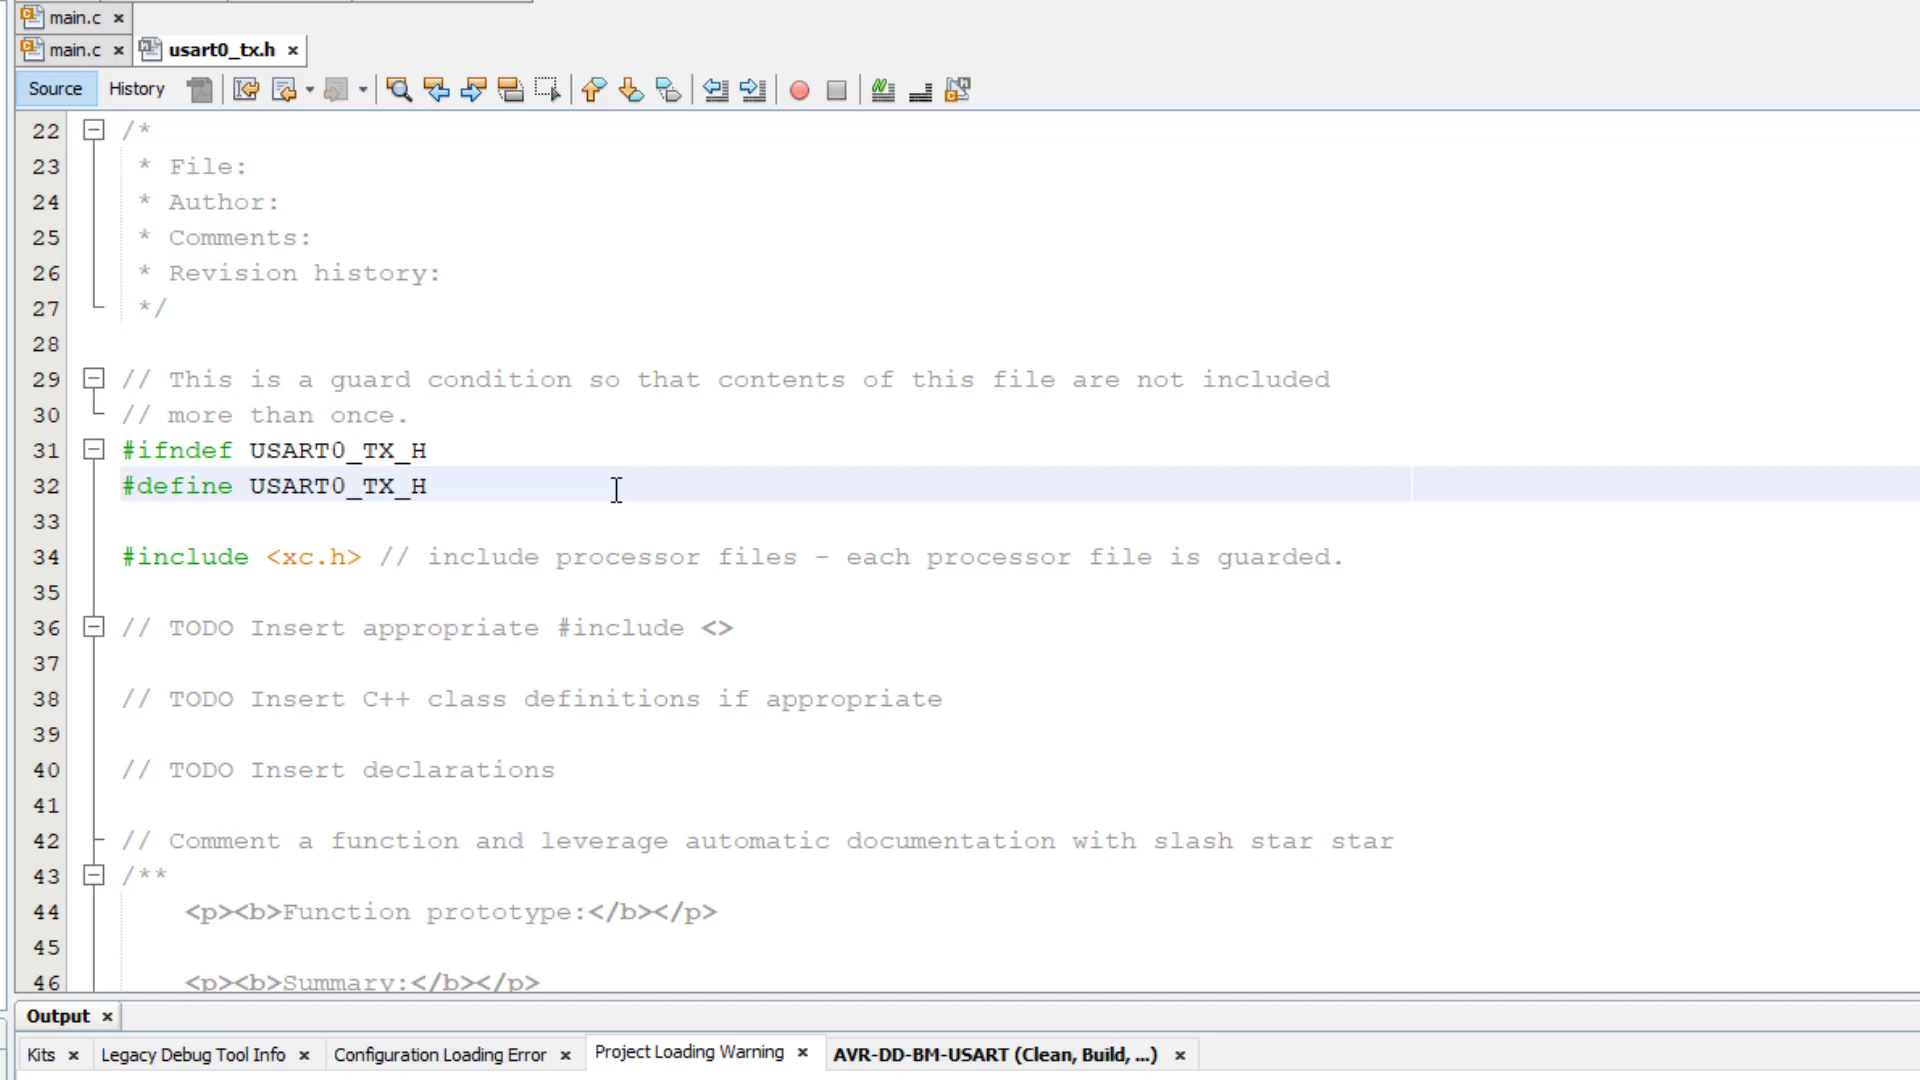 main.c
main.c usart0_tx.h
Source History
22 /*
23 * File:
24 * Author:
25 * Comments:
26 * Revision history:
27 */
28
29 // This is a guard condition so that contents of this file are not included
30 // more than once.
31 #ifndef USART0_TX_H
32 #define USART0_TX_H
33
34 #include <xc.h> // include processor files - each processor file is guarded.
35
36 // TODO Insert appropriate #include <>
37
38 // TODO Insert C++ class definitions if appropriate
39
40 // TODO Insert declarations
41
42 // Comment a function and leverage automatic documentation with slash star star
43 /**
44 <p><b>Function prototype:</b></p>
45
46 <p><b>Summary:</b></p>
Output
Kits Legacy Debug Tool Info Configuration Loading Error Project Loading Warning AVR-DD-BM-USART (Clean, Build, ...)